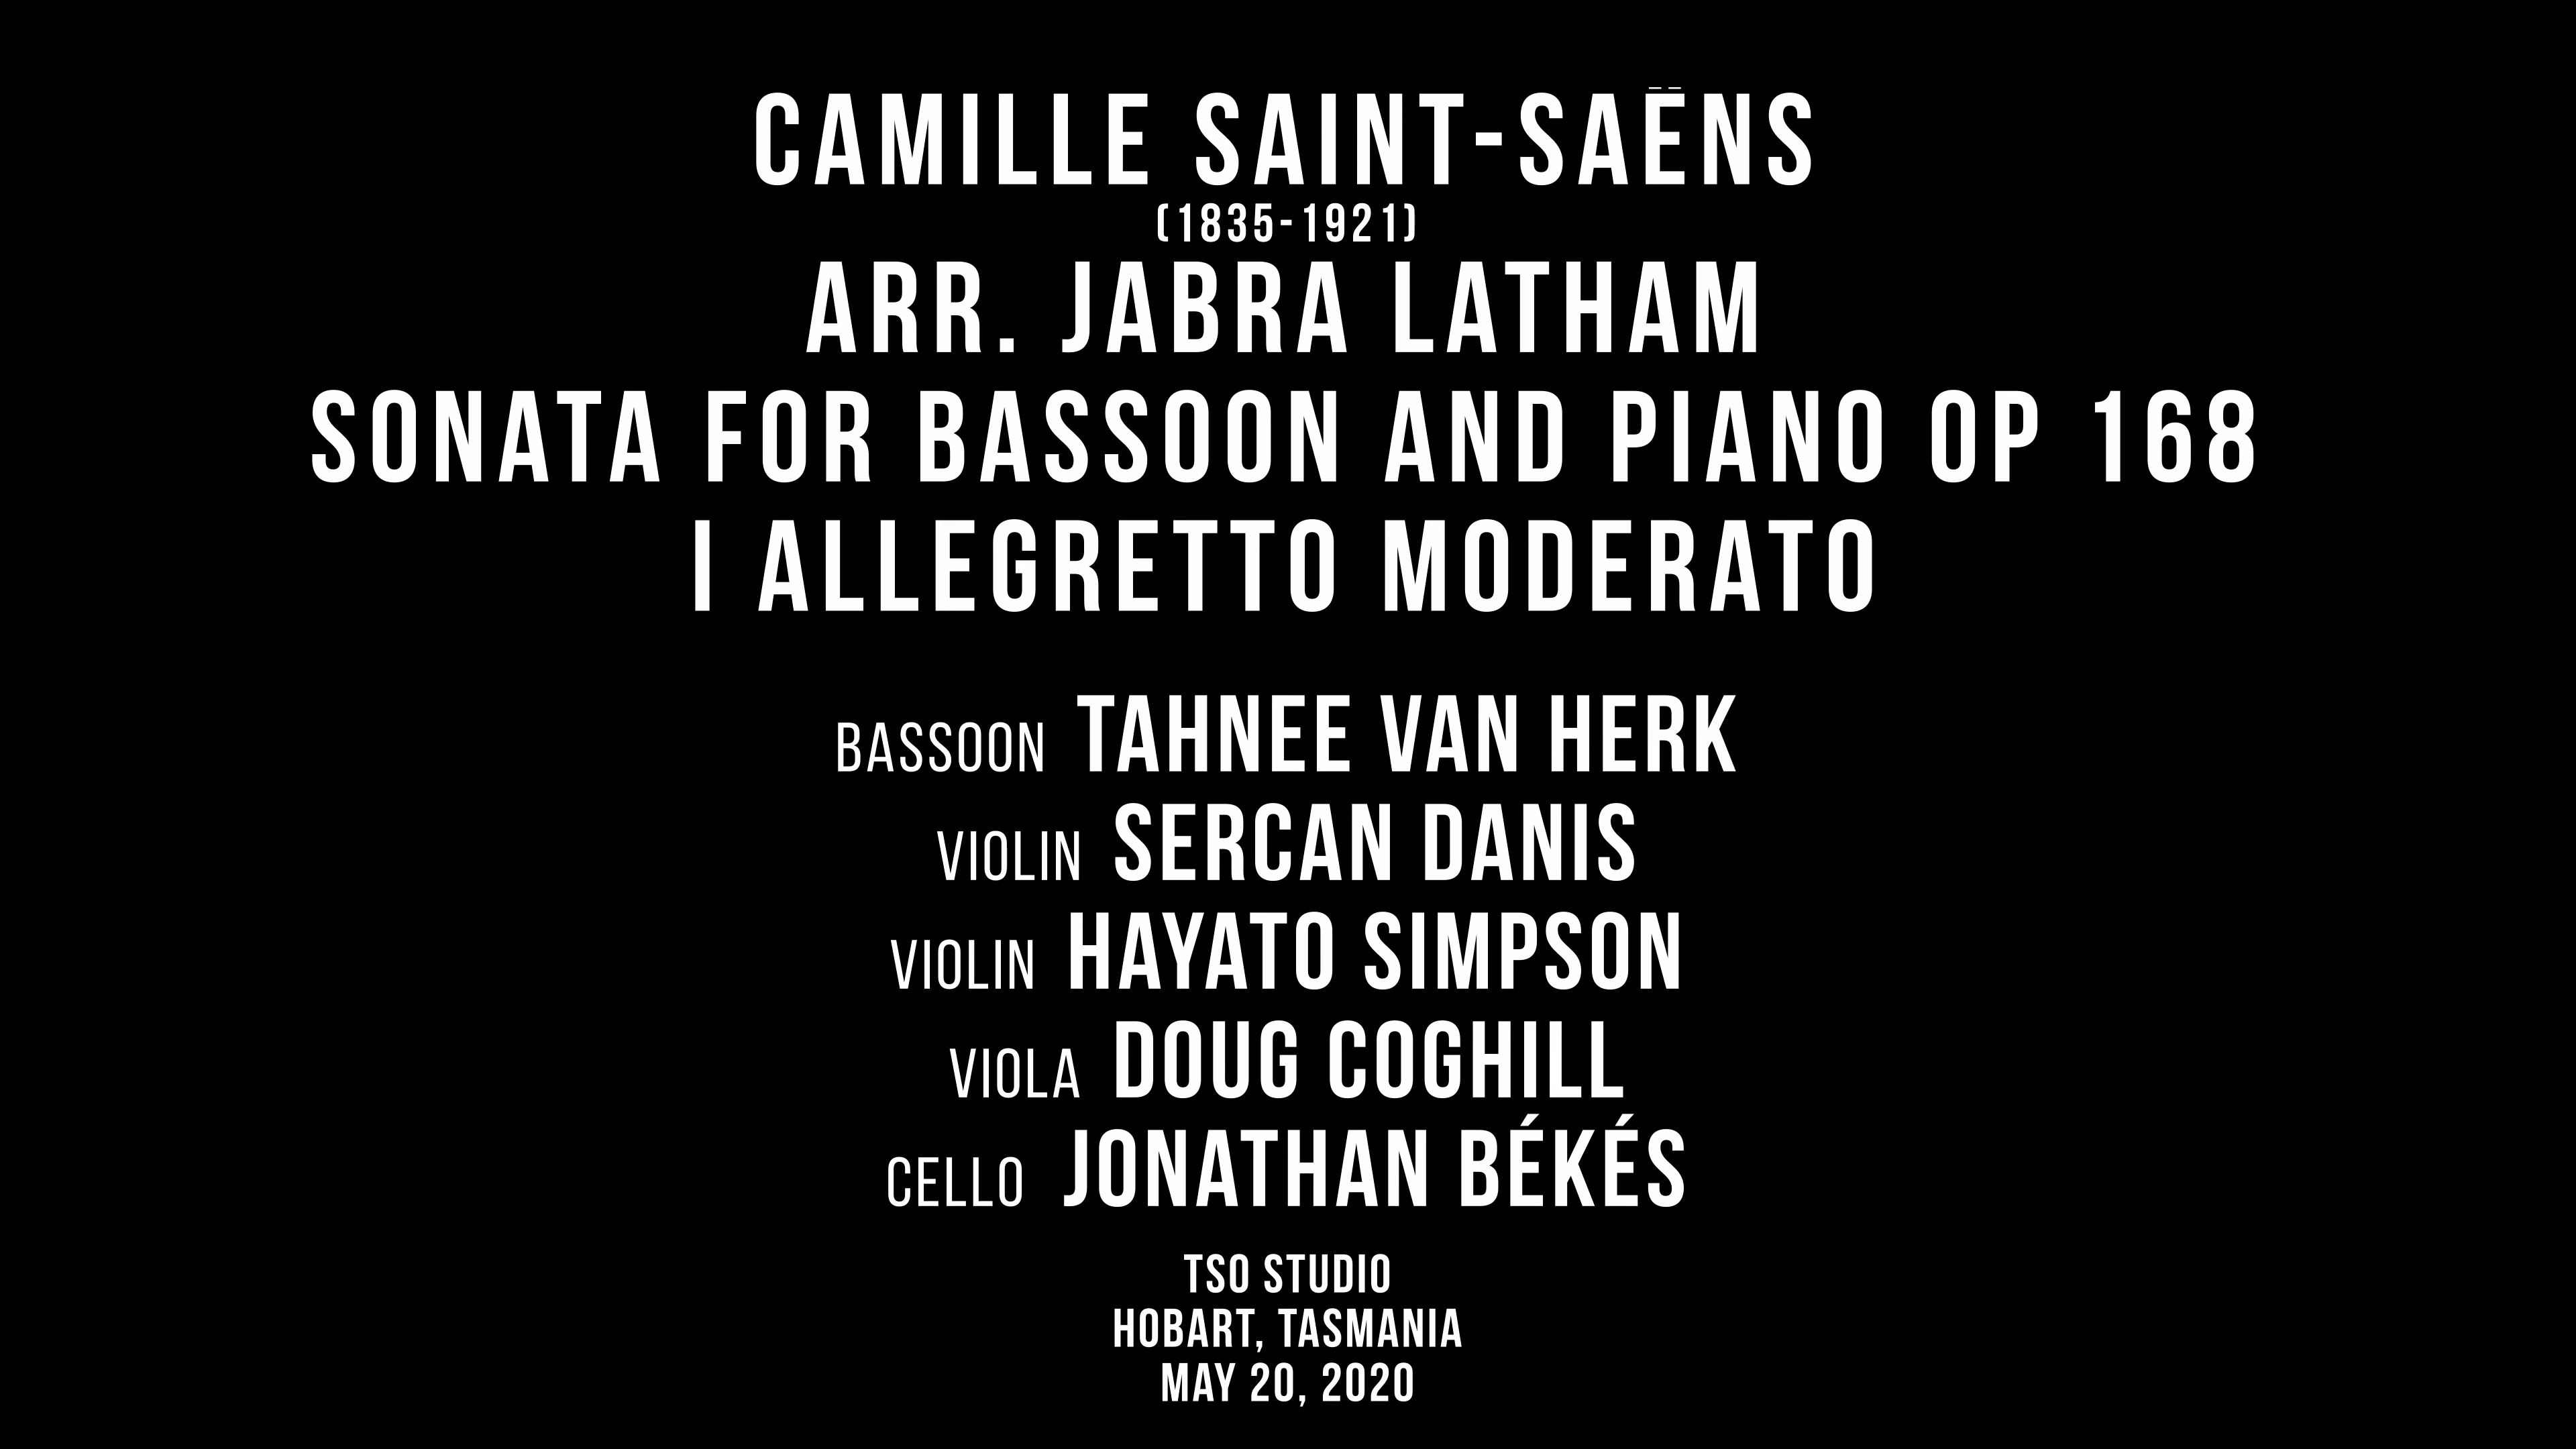 CAMILLE SAINT-SAËNS
(1835-1921)
ARR. JABRA LATHAM
SONATA FOR BASSOON AND PIANO OP 168
I ALLEGRETTO MODERATO
BASSOON TAHNEE VAN HERK
VIOLIN SERCAN DANIS
VIOLIN HAYATO SIMPSON
VIOLA DOUG COGHILL
CELLO JONATHAN BÉKÉS
TSO STUDIO
HOBART, TASMANIA
MAY 20, 2020